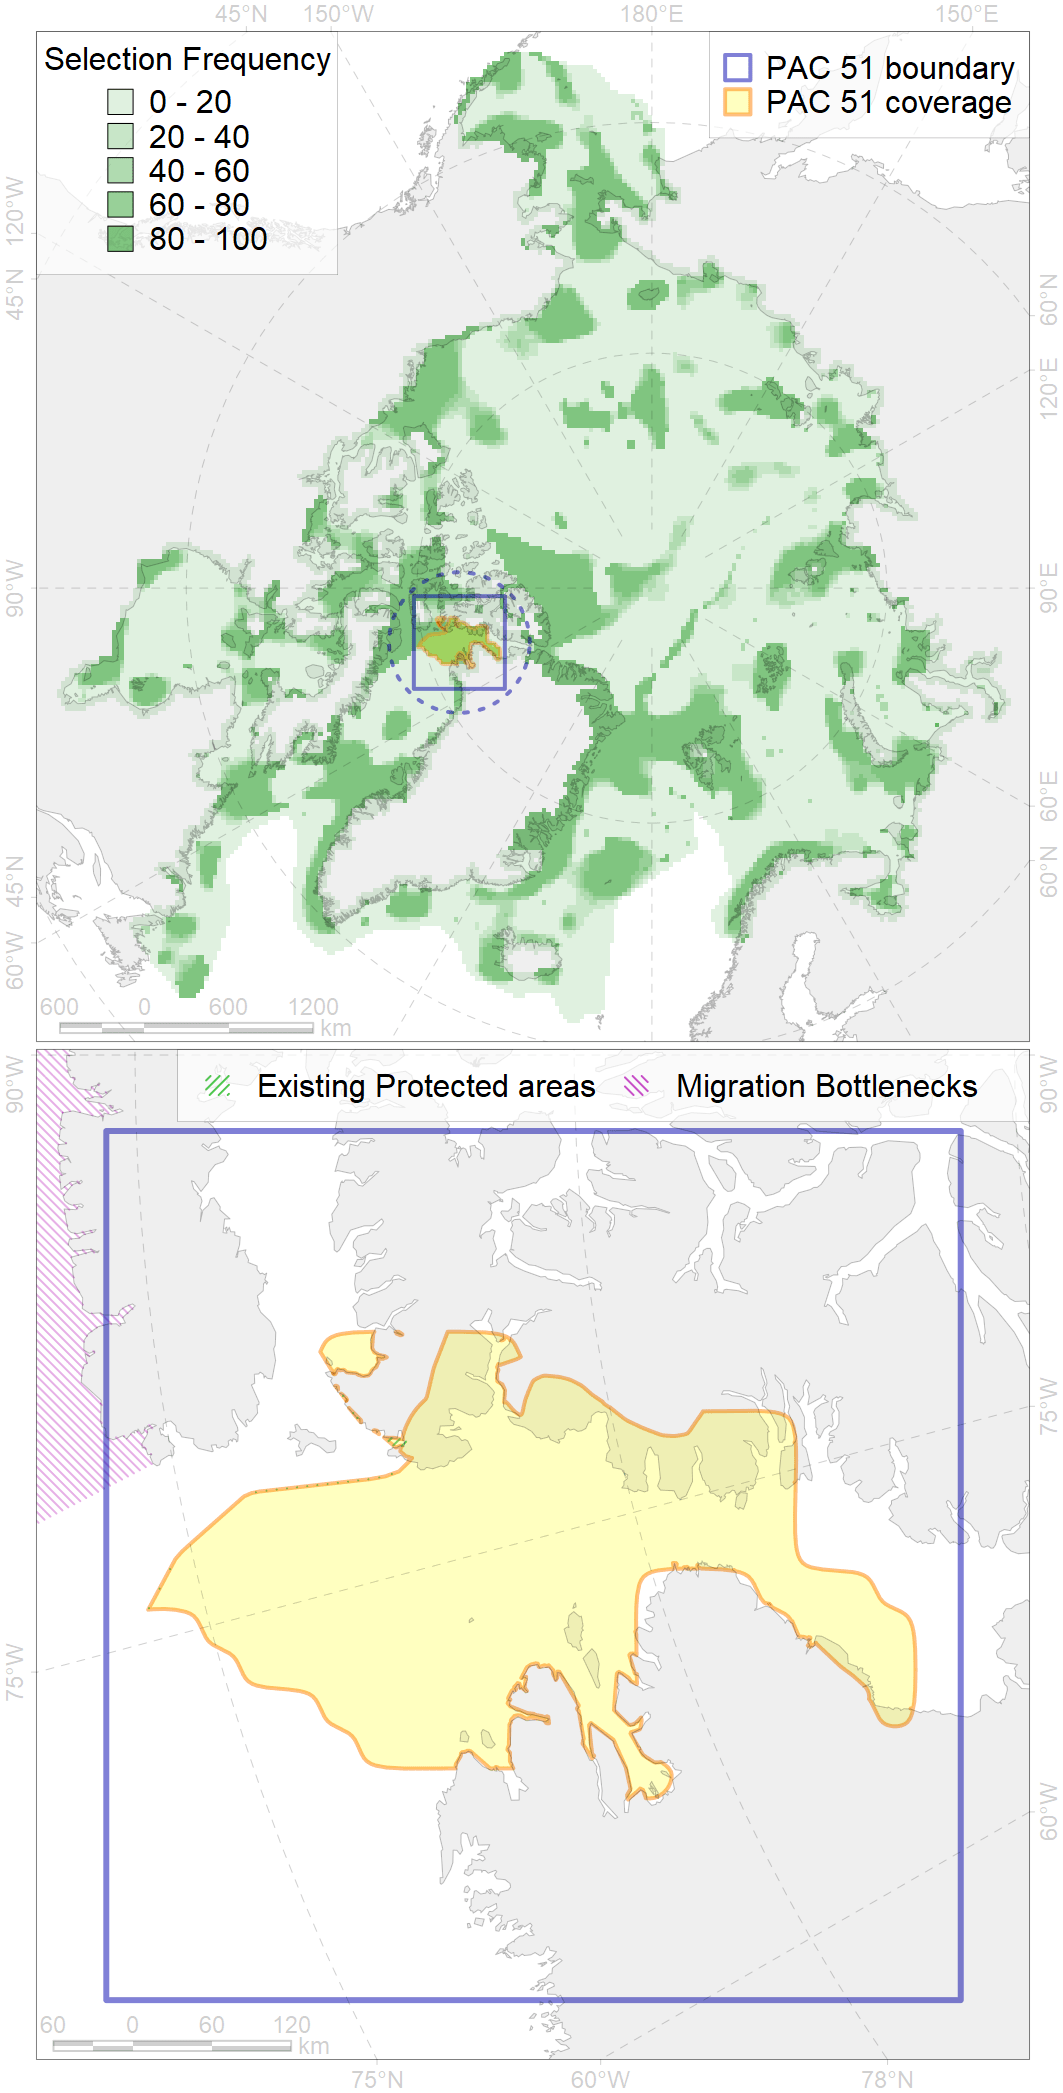 45°N 150°W 180°E 150°E
Selection Frequency
0 - 20
20 - 40
40 - 60
60 - 80
80 - 100
PAC 51 boundary
PAC 51 coverage
120°W
45°N
90°W
45°N
60°W
60°N
120°E
90°E
60°E
60°N
600 0 600 1200
km
Existing Protected areas Migration Bottlenecks
90°W
75°W
90°W
75°W
60°W
60 0 60 120
km
75°N 60°W 78°N